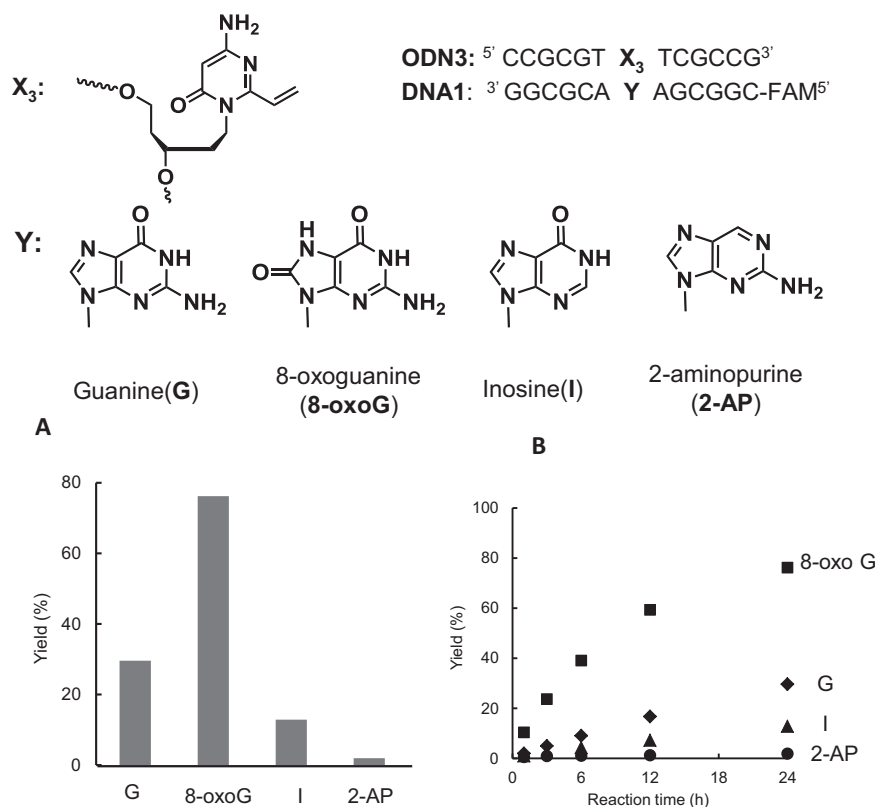 NH₂
X₃:
O
N
O
N
O
ODN3: 5’ CCGCGT X₃ TCGCCG3’
DNA1: 3’ GGCGCA Y AGCGGC-FAM5’
Y:
O
N
NH
N
N
NH₂
Guanine(G)
H
N
O
O
NH
N
N
NH₂
8-oxoguanine
(8-oxoG)
O
N
NH
N
N
Inosine(I)
N
N
N
N
NH₂
2-aminopurine
(2-AP)
A
Yield (%)
80
60
40
20
0
G
8-oxoG
I
2-AP
B
Yield (%)
100
80
60
40
20
0
8-oxo G
G
I
2-AP
0
6
12
18
24
Reaction time (h)